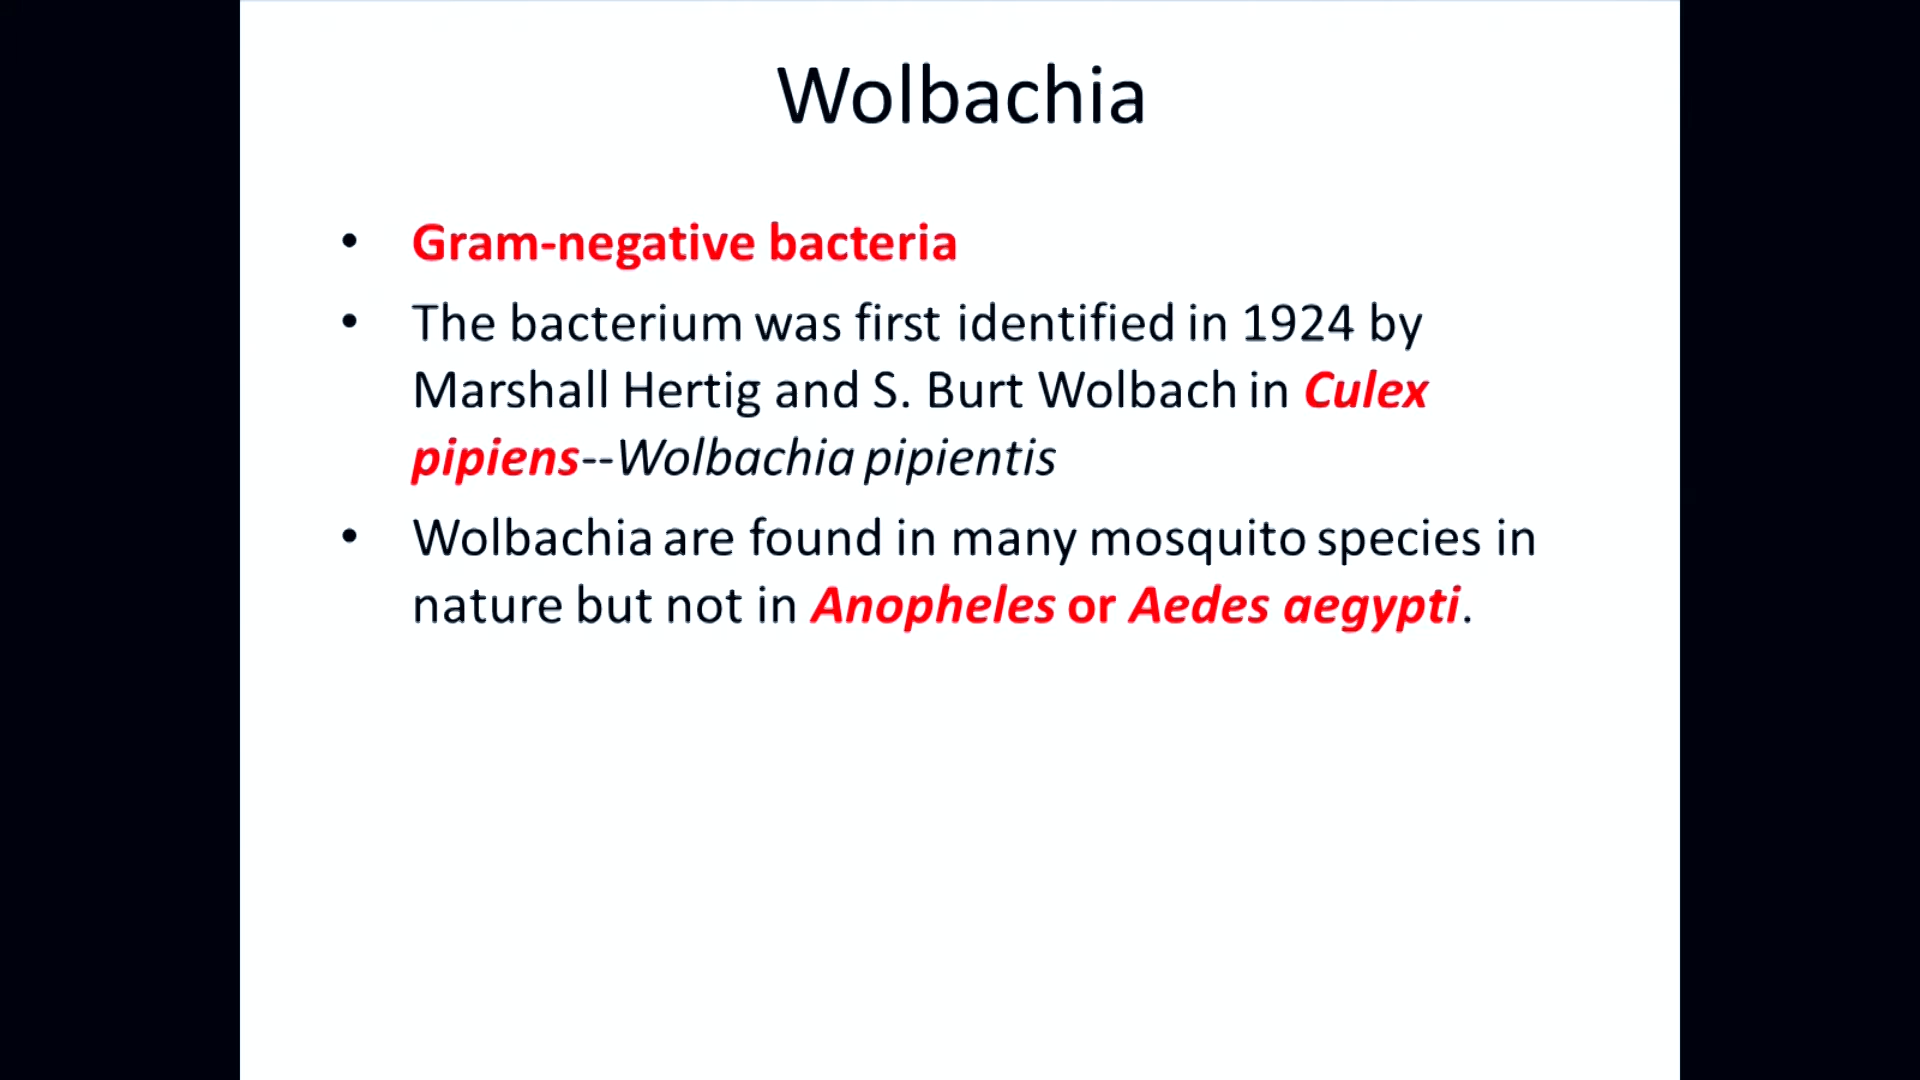 Wolbachia
• Gram-negative bacteria
• The bacterium was first identified in 1924 by
Marshall Hertig and S. Burt Wolbach in Culex
pipiens--Wolbachia pipientis
• Wolbachia are found in many mosquito species in
nature but not in Anopheles or Aedes aegypti.